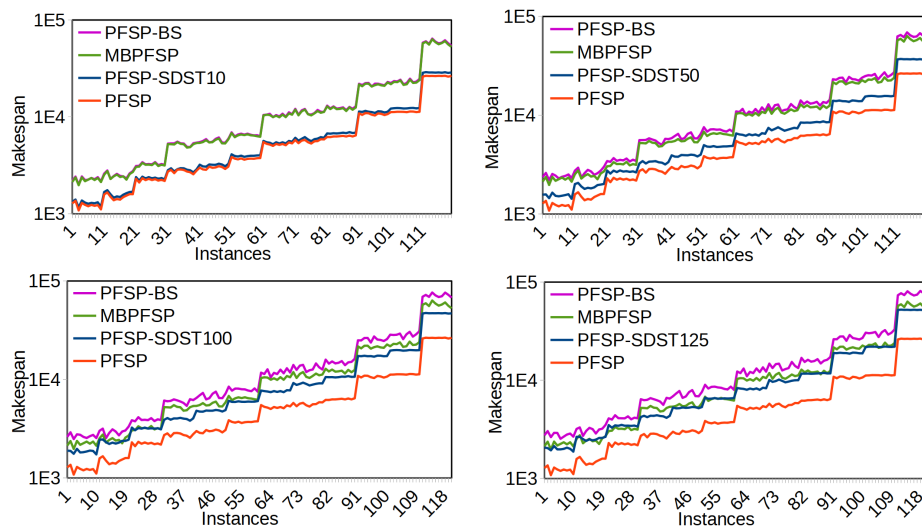 1E5
PFSP-BS
MBPFSP
PFSP-SDST10
PFSP
1E4
1E3
Makespan
1 11 21 31 41 51 61 71 81 91 101 111
Instances
1E5
PFSP-BS
MBPFSP
PFSP-SDST50
PFSP
1E4
1E3
Makespan
1 11 21 31 41 51 61 71 81 91 101 111
Instances
1E5
PFSP-BS
MBPFSP
PFSP-SDST100
PFSP
1E4
1E3
Makespan
1 10 19 28 37 46 55 64 73 82 91 100 109 118
Instances
1E5
PFSP-BS
MBPFSP
PFSP-SDST125
PFSP
1E4
1E3
Makespan
1 10 19 28 37 46 55 64 73 82 91 100 109 118
Instances